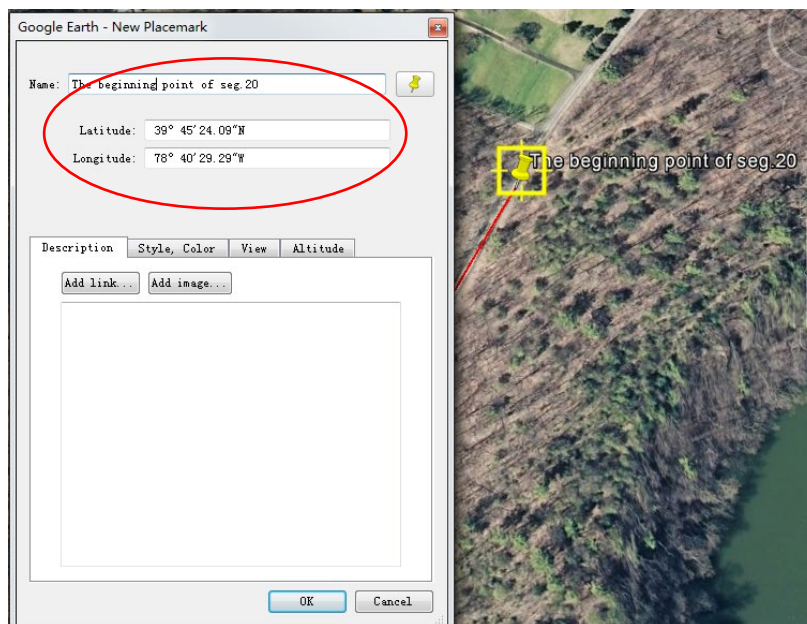 Google Earth - New Placemark
Name: The beginning point of seg.20
Latitude: 39° 45'24.09"N
Longitude: 78° 40'29.29"W
Description Style, Color View Altitude
Add link... Add image...
OK Cancel
The beginning point of seg.20